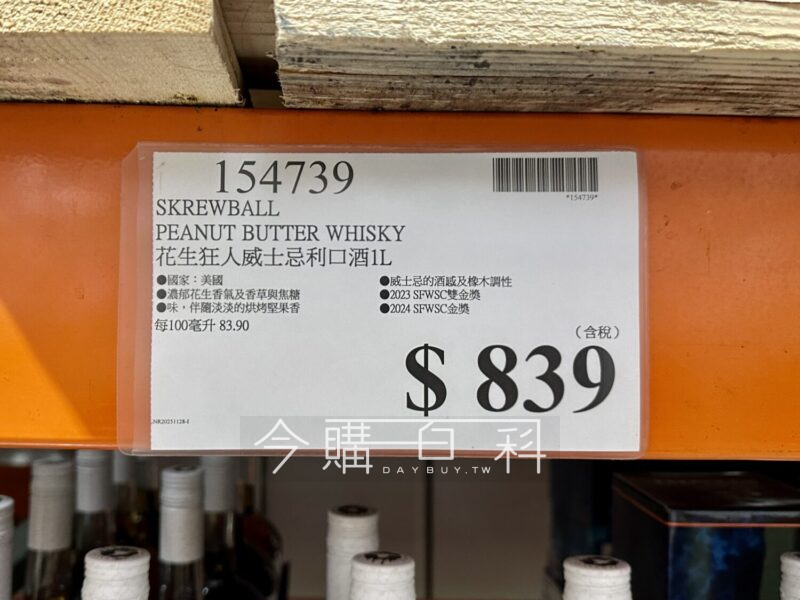 154739
*154739*
SKREWBALL
PEANUT BUTTER WHISKY
花生狂人威士忌利口酒1L
●國家：美國
●濃郁花生香氣及香草與焦糖
●味，伴隨淡淡的烘烤堅果香
●威士忌的酒感及橡木調性
●2023 SFWSC雙金獎
●2024 SFWSC金獎
每100毫升 83.90
（含稅）
$ 839
NR20251128-I
今購百科
DAYBUY.TW